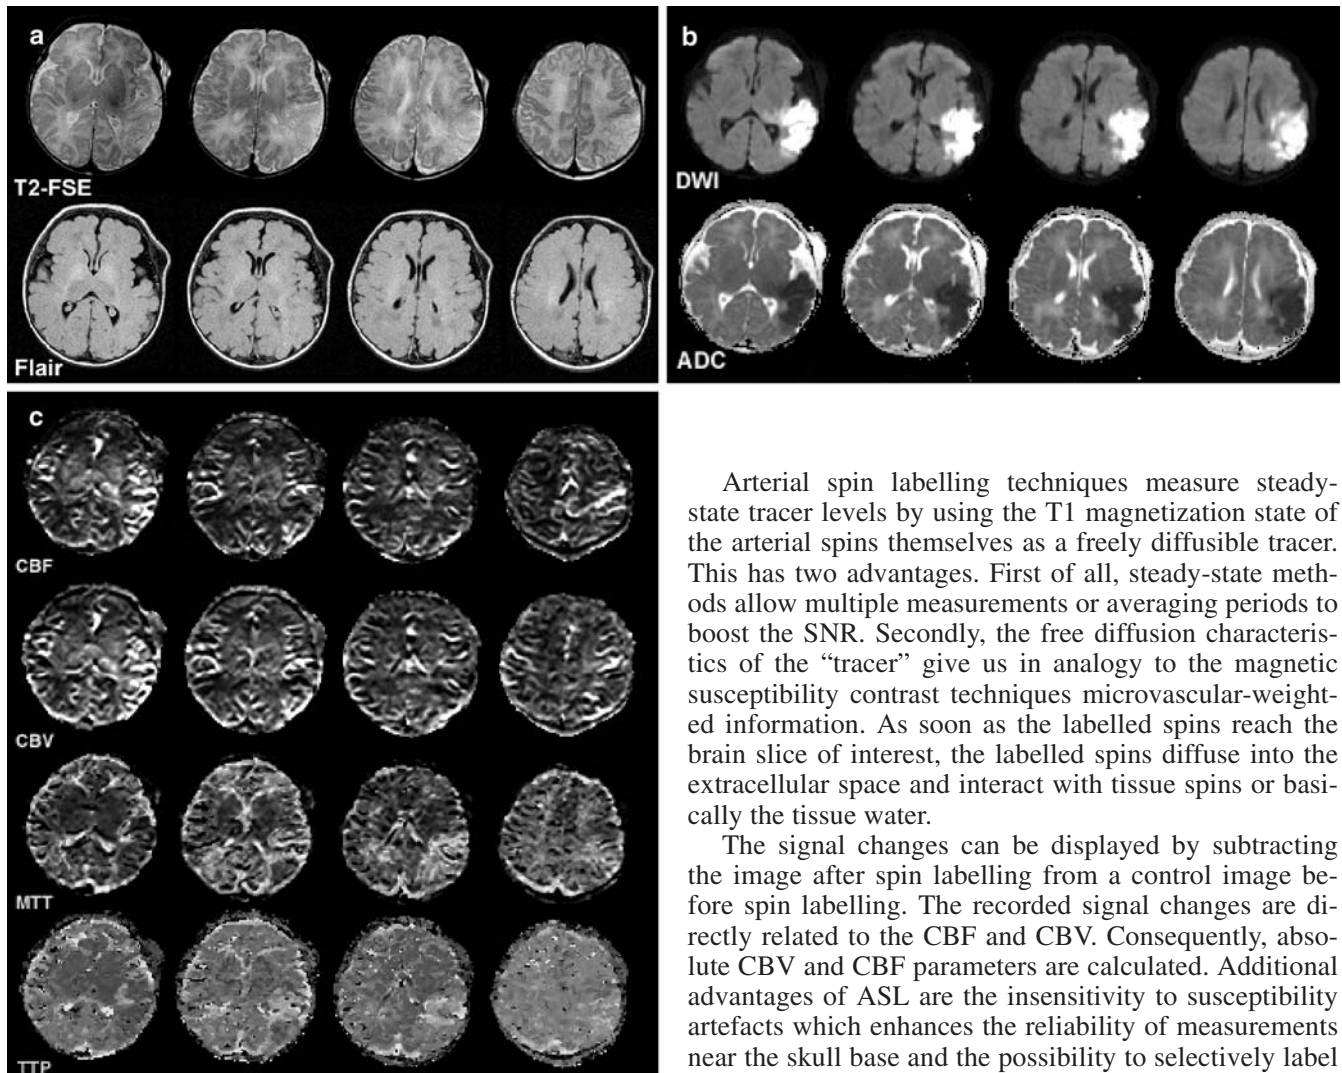 a
T2-FSE
Flair
b
DWI
ADC
c
CBF
CBV
MTT
TTP
Arterial spin labelling techniques measure steady-
state tracer levels by using the T1 magnetization state of
the arterial spins themselves as a freely diffusible tracer.
This has two advantages. First of all, steady-state meth-
ods allow multiple measurements or averaging periods to
boost the SNR. Secondly, the free diffusion characteris-
tics of the “tracer” give us in analogy to the magnetic
susceptibility contrast techniques microvascular-weight-
ed information. As soon as the labelled spins reach the
brain slice of interest, the labelled spins diffuse into the
extracellular space and interact with tissue spins or basi-
cally the tissue water.
The signal changes can be displayed by subtracting
the image after spin labelling from a control image be-
fore spin labelling. The recorded signal changes are di-
rectly related to the CBF and CBV. Consequently, abso-
lute CBV and CBF parameters are calculated. Additional
advantages of ASL are the insensitivity to susceptibility
artefacts which enhances the reliability of measurements
near the skull base and the possibility to selectively label